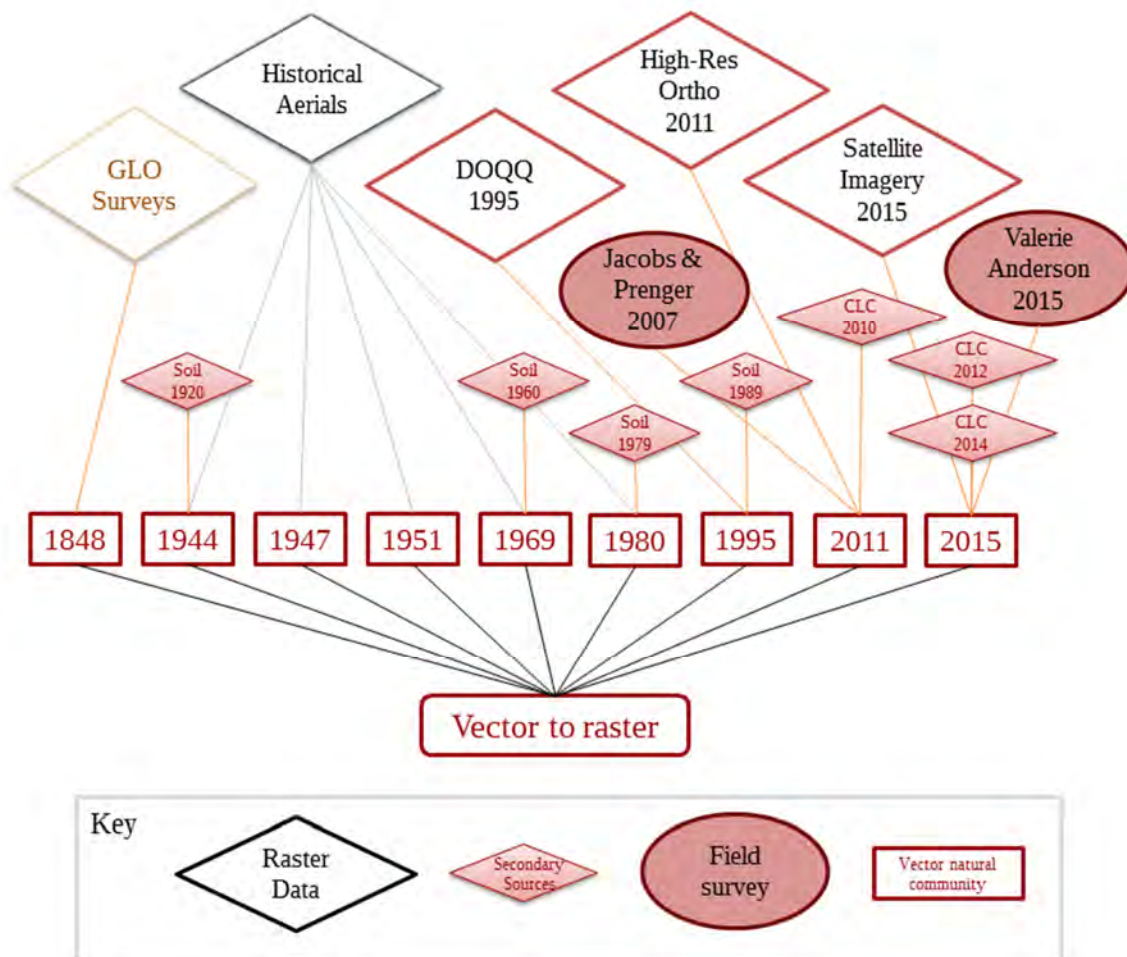 Historical
Aerials
High-Res
Ortho
2011
GLO
Surveys
DOQQ
1995
Satellite
Imagery
2015
Jacobs &
Prenger
2007
Valerie
Anderson
2015
CLC
2010
CLC
2012
Soil
1920
Soil
1960
Soil
1989
Soil
1979
CLC
2014
1848
1944
1947
1951
1969
1980
1995
2011
2015
Vector to raster
Key
Raster
Data
Secondary
Sources
Field
survey
Vector natural
community